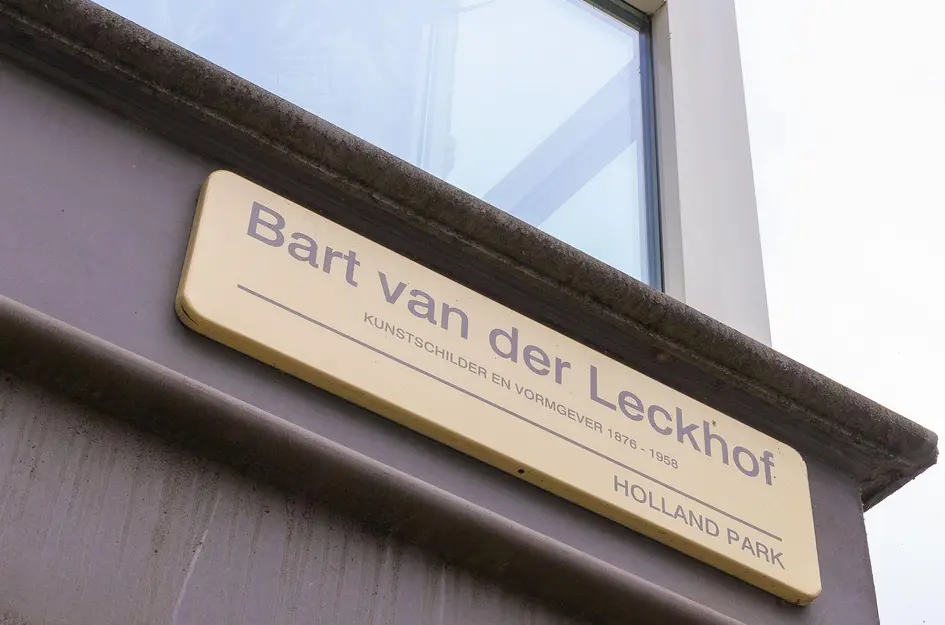 Bart van der Leckhof
KUNSTSCHILDER EN VORMGEVER 1876 - 1958
HOLLAND PARK